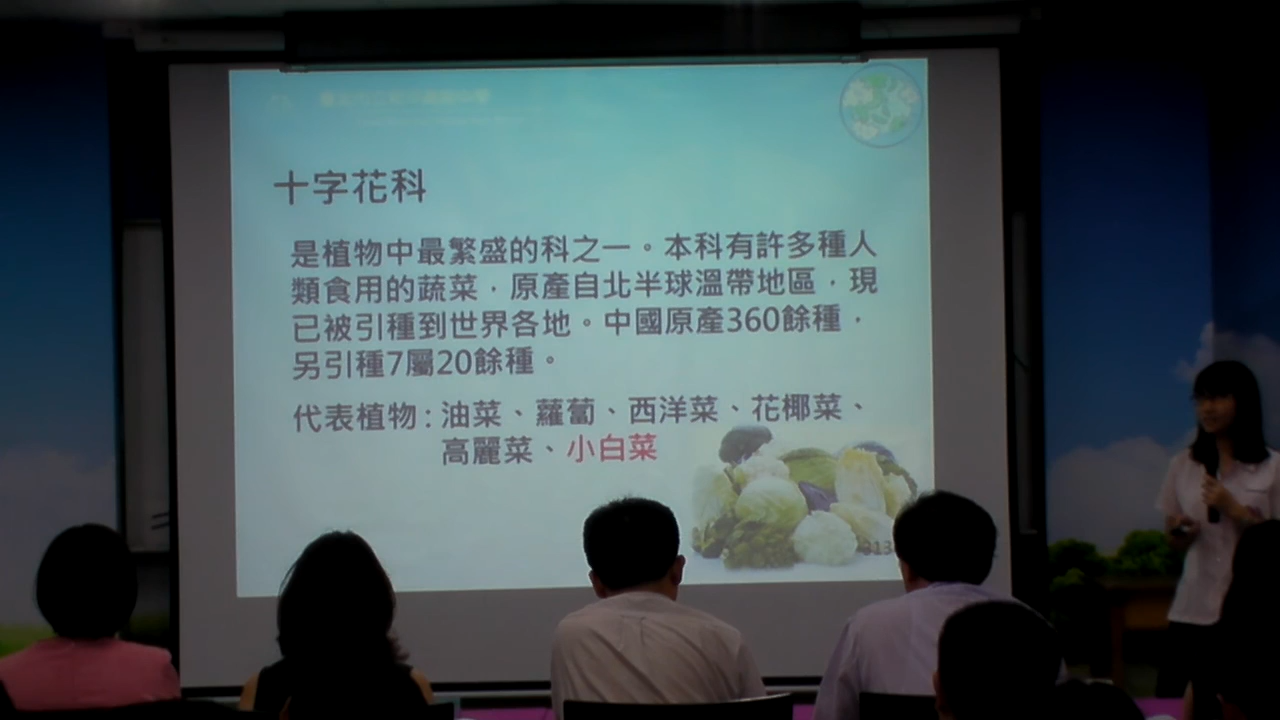 十字花科
是植物中最繁盛的科之一。本科有許多種人
類食用的蔬菜，原產自北半球溫帶地區，現
已被引種到世界各地。中國原產360餘種，
另引種7屬20餘種。
代表植物：油菜、蘿蔔、西洋菜、花椰菜、
高麗菜、小白菜